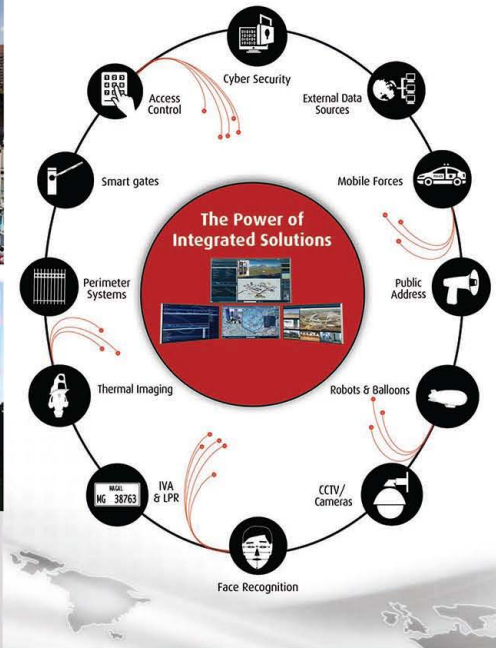 Cyber Security
External Data
Sources
Mobile Forces
Public
Address
Robots & Balloons
CCTV/
Cameras
Face Recognition
IVA
& LPR
MAGAL
MG 38763
Thermal Imaging
Perimeter
Systems
Smart gates
Access
Control
The Power of
Integrated Solutions